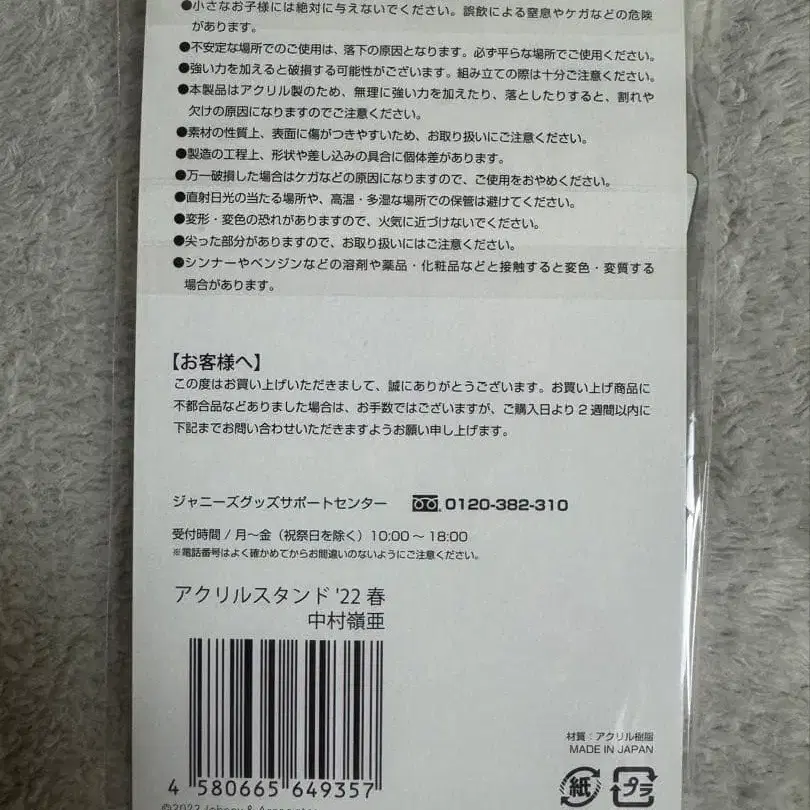 ●小さなお子様には絶対に与えないでください。誤飲による窒息やケガなどの危険
があります。
●不安定な場所でのご使用は、落下の原因となります。必ず平らな場所でご使用ください。
●強い力を加えると破損する可能性がございます。組み立ての際は十分ご注意ください。
●本製品はアクリル製のため、無理に強い力を加えたり、落としたりすると、割れや
欠けの原因になりますのでご注意ください。
●素材の性質上、表面に傷がつきやすいため、お取り扱いにご注意ください。
●製造の工程上、形状や差し込みの具合に個体差があります。
●万一破損した場合はケガなどの原因になりますので、ご使用をおやめください。
●直射日光の当たる場所や、高温・多湿な場所での保管は避けてください。
●変形・変色の恐れがありますので、火気に近づけないでください。
●尖った部分がありますので、お取り扱いにはご注意ください。
●シンナーやベンジンなどの溶剤や薬品・化粧品などと接触すると変色・変質する
場合があります。
【お客様へ】
この度はお買い上げいただきまして、誠にありがとうございます。お買い上げ商品に
不都合品などありました場合は、お手数ではございますが、ご購入日より2週間以内に
下記までお問い合わせいただきますようお願い申し上げます。
ジャニーズグッズサポートセンター 0120-382-310
受付時間/月〜金（祝祭日を除く）10:00〜18:00
※電話番号はよく確かめてからお間違いのないようにご注意ください。
アクリルスタンド'22 春
中村嶺亜
4 580665 649357
材質：アクリル樹脂
MADE IN JAPAN
紙 プラ